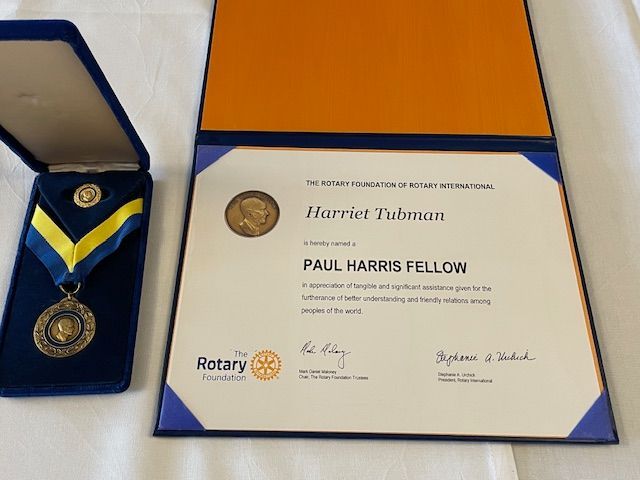 THE ROTARY FOUNDATION OF ROTARY INTERNATIONAL
Harriet Tubman
is hereby named a
PAUL HARRIS FELLOW
in appreciation of tangible and significant assistance given for the
furtherance of better understanding and friendly relations among
peoples of the world.
The
Rotary
Foundation
Mark Daniel Maloney
Chair, The Rotary Foundation Trustees
Stephanie A. Urchick
Stephanie A. Urchick
President, Rotary International